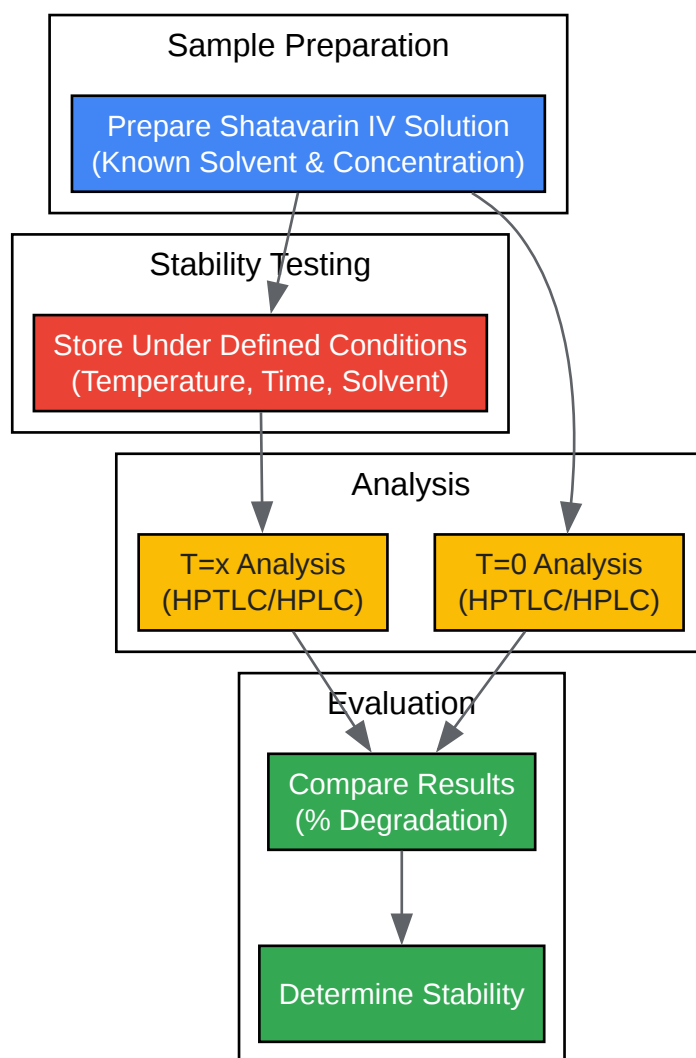 Sample Preparation
Prepare Shatavarin IV Solution
(Known Solvent & Concentration)
Stability Testing
Store Under Defined Conditions
(Temperature, Time, Solvent)
Analysis
T=x Analysis
(HPTLC/HPLC)
T=0 Analysis
(HPTLC/HPLC)
Evaluation
Compare Results
(% Degradation)
Determine Stability